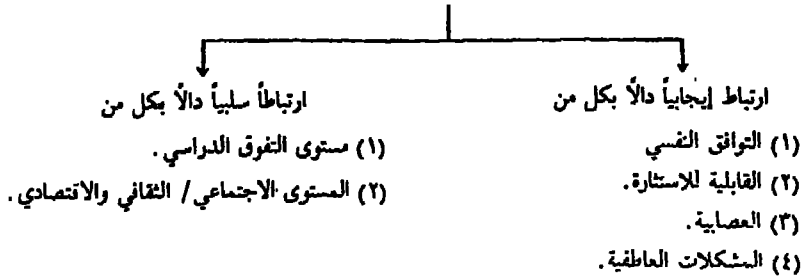 ارتباط إيجابياً دالاً بكل من
(١) التوافق النفسي
(٢) القابلية للاستثارة.
(٣) العصابية.
(٤) المشكلات العاطفية.
ارتباطاً سلبياً دالاً بكل من
(١) مستوى التفوق الدراسي.
(٢) المستوى الاجتماعي/ الثقافي والاقتصادي.